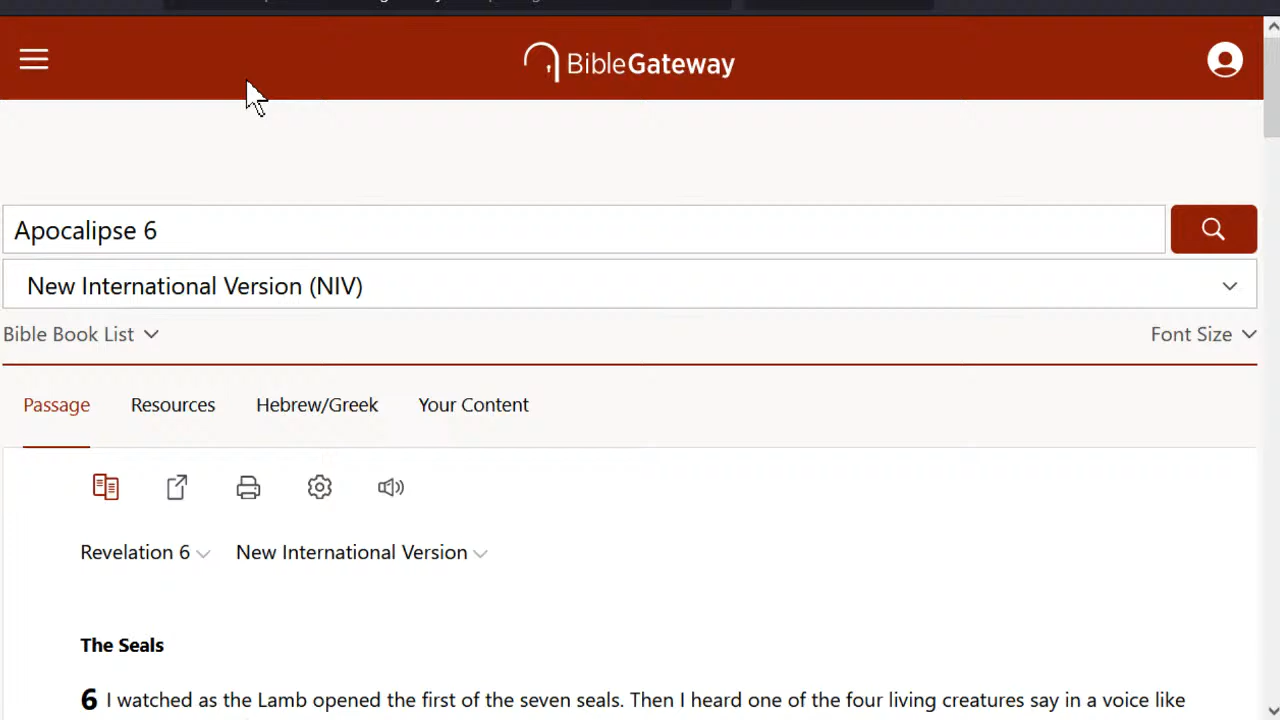 BibleGateway
Apocalipse 6
New International Version (NIV)
Bible Book List
Font Size
Passage Resources Hebrew/Greek Your Content
Revelation 6 New International Version
The Seals
6 I watched as the Lamb opened the first of the seven seals. Then I heard one of the four living creatures say in a voice like